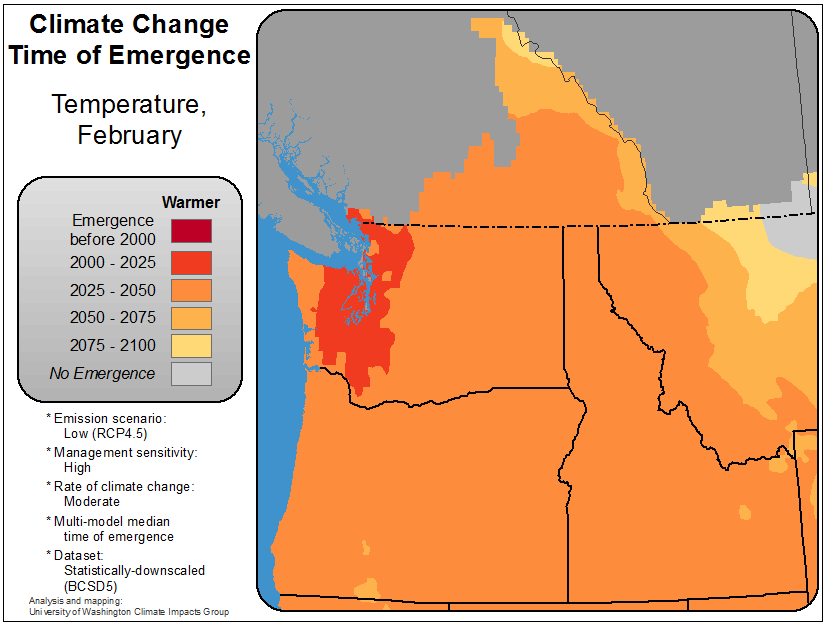 Climate Change
Time of Emergence
Temperature,
February
Warmer
Emergence
before 2000
2000 - 2025
2025 - 2050
2050 - 2075
2075 - 2100
No Emergence
* Emission scenario:
Low (RCP4.5)
* Management sensitivity:
High
* Rate of climate change:
Moderate
* Multi-model median
time of emergence
* Dataset:
Statistically-downscaled
(BCSD5)
Analysis and mapping:
University of Washington Climate Impacts Group